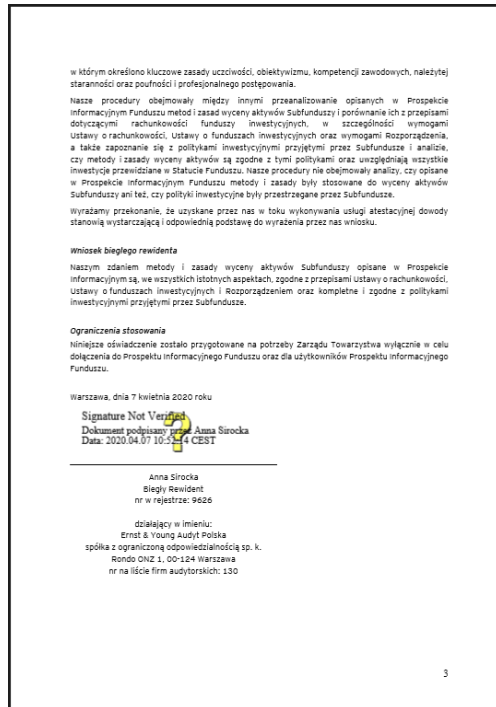 w którym określono kluczowe zasady uczciwości, obiektywizmu, kompetencji zawodowych, należytej
staranności oraz poufności i profesjonalnego postępowania.
Nasze procedury obejmowały między innymi przeanalizowanie opisanych w Prospekcie
Informacyjnym Funduszu metod i zasad wyceny aktywów Subfunduszy i porównanie ich z przepisami
dotyczącymi rachunkowości funduszy inwestycyjnych, w szczególności wymogami
Ustawy o rachunkowości, Ustawy o funduszach inwestycyjnych oraz wymogami Rozporządzenia,
a także zapoznanie się z politykami inwestycyjnymi przyjętymi przez Subfundusze i analizie,
czy metody i zasady wyceny aktywów są zgodne z tymi politykami oraz uwzględniają wszystkie
inwestycje przewidziane w Statucie Funduszu. Nasze procedury nie obejmowały analizy, czy opisane
w Prospekcie Informacyjnym Funduszu metody i zasady były stosowane do wyceny aktywów
Subfunduszy ani też, czy polityki inwestycyjne były przestrzegane przez Subfundusze.
Wyrażamy przekonanie, że uzyskane przez nas w toku wykonywania usługi atestacyjnej dowody
stanowią wystarczającą i odpowiednią podstawę do wyrażenia przez nas wniosku.
Wniosek biegłego rewidenta
Naszym zdaniem metody i zasady wyceny aktywów Subfunduszy opisane w Prospekcie
Informacyjnym są, we wszystkich istotnych aspektach, zgodne z przepisami Ustawy o rachunkowości,
Ustawy o funduszach inwestycyjnych i Rozporządzeniem oraz kompletne i zgodne z politykami
inwestycyjnymi przyjętymi przez Subfundusze.
Ograniczenia stosowania
Niniejsze oświadczenie zostało przygotowane na potrzeby Zarządu Towarzystwa wyłącznie w celu
dołączenia do Prospektu Informacyjnego Funduszu oraz dla użytkowników Prospektu Informacyjnego
Funduszu.
Warszawa, dnia 7 kwietnia 2020 roku
Signature Not Verified
Dokument podpisany przez Anna Sirocka
Data: 2020.04.07 10:52:14 CEST
Anna Sirocka
Biegły Rewident
nr w rejestrze: 9626
działający w imieniu:
Ernst & Young Audyt Polska
spółka z ograniczoną odpowiedzialnością sp. k.
Rondo ONZ 1, 00-124 Warszawa
nr na liście firm audytorskich: 130
3